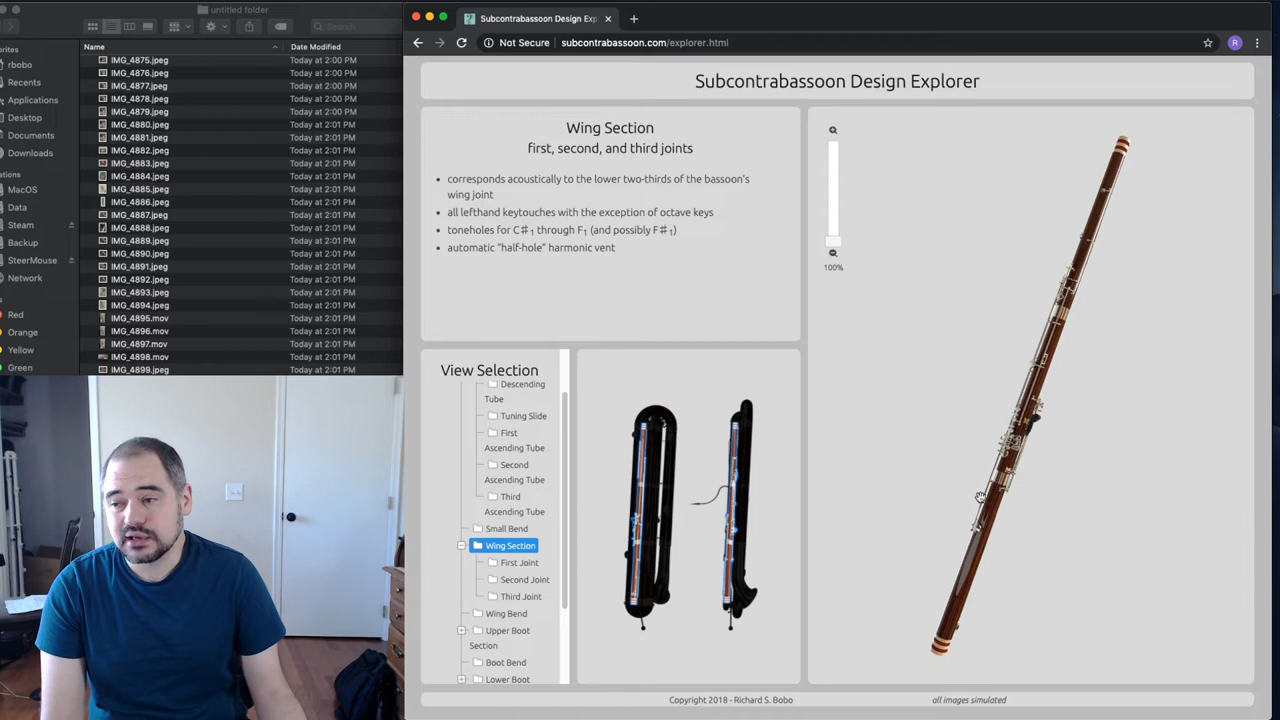 untitled folder
Search
Name
Date Modified
IMG_4875.jpeg
Today at 2:00 PM
IMG_4876.jpeg
Today at 2:00 PM
IMG_4877.jpeg
Today at 2:00 PM
IMG_4878.jpeg
Today at 2:00 PM
IMG_4879.jpeg
Today at 2:00 PM
IMG_4880.jpeg
Today at 2:01 PM
IMG_4881.jpeg
Today at 2:01 PM
IMG_4882.jpeg
Today at 2:01 PM
IMG_4883.jpeg
Today at 2:01 PM
IMG_4884.jpeg
Today at 2:01 PM
IMG_4885.jpeg
Today at 2:01 PM
IMG_4886.jpeg
Today at 2:01 PM
IMG_4887.jpeg
Today at 2:01 PM
IMG_4888.jpeg
Today at 2:01 PM
IMG_4889.jpeg
Today at 2:01 PM
IMG_4890.jpeg
Today at 2:01 PM
IMG_4891.jpeg
Today at 2:01 PM
IMG_4892.jpeg
Today at 2:01 PM
IMG_4893.jpeg
Today at 2:01 PM
IMG_4894.jpeg
Today at 2:01 PM
IMG_4895.mov
Today at 2:01 PM
IMG_4896.mov
Today at 2:01 PM
IMG_4897.mov
Today at 2:01 PM
IMG_4898.mov
Today at 2:01 PM
IMG_4899.jpeg
Today at 2:01 PM
orites
rbobo
Recents
Applications
Desktop
Documents
Downloads
ations
MacOS
Data
Steam
Backup
SteerMouse
Network
s
Red
Orange
Yellow
Green
Subcontrabassoon Design Exp
Not Secure
subcontrabassoon.com/explorer.html
R
Subcontrabassoon Design Explorer
Wing Section
first, second, and third joints
• corresponds acoustically to the lower two-thirds of the bassoon's
wing joint
• all lefthand keytouches with the exception of octave keys
• toneholes for C♯₁ through F₁ (and possibly F♯₁)
• automatic "half-hole" harmonic vent
100%
View Selection
Descending
Tube
Tuning Slide
First
Ascending Tube
Second
Ascending Tube
Third
Ascending Tube
Small Bend
Wing Section
First Joint
Second Joint
Third Joint
Wing Bend
Upper Boot
Section
Boot Bend
Lower Boot
Copyright 2018 - Richard S. Bobo
all images simulated